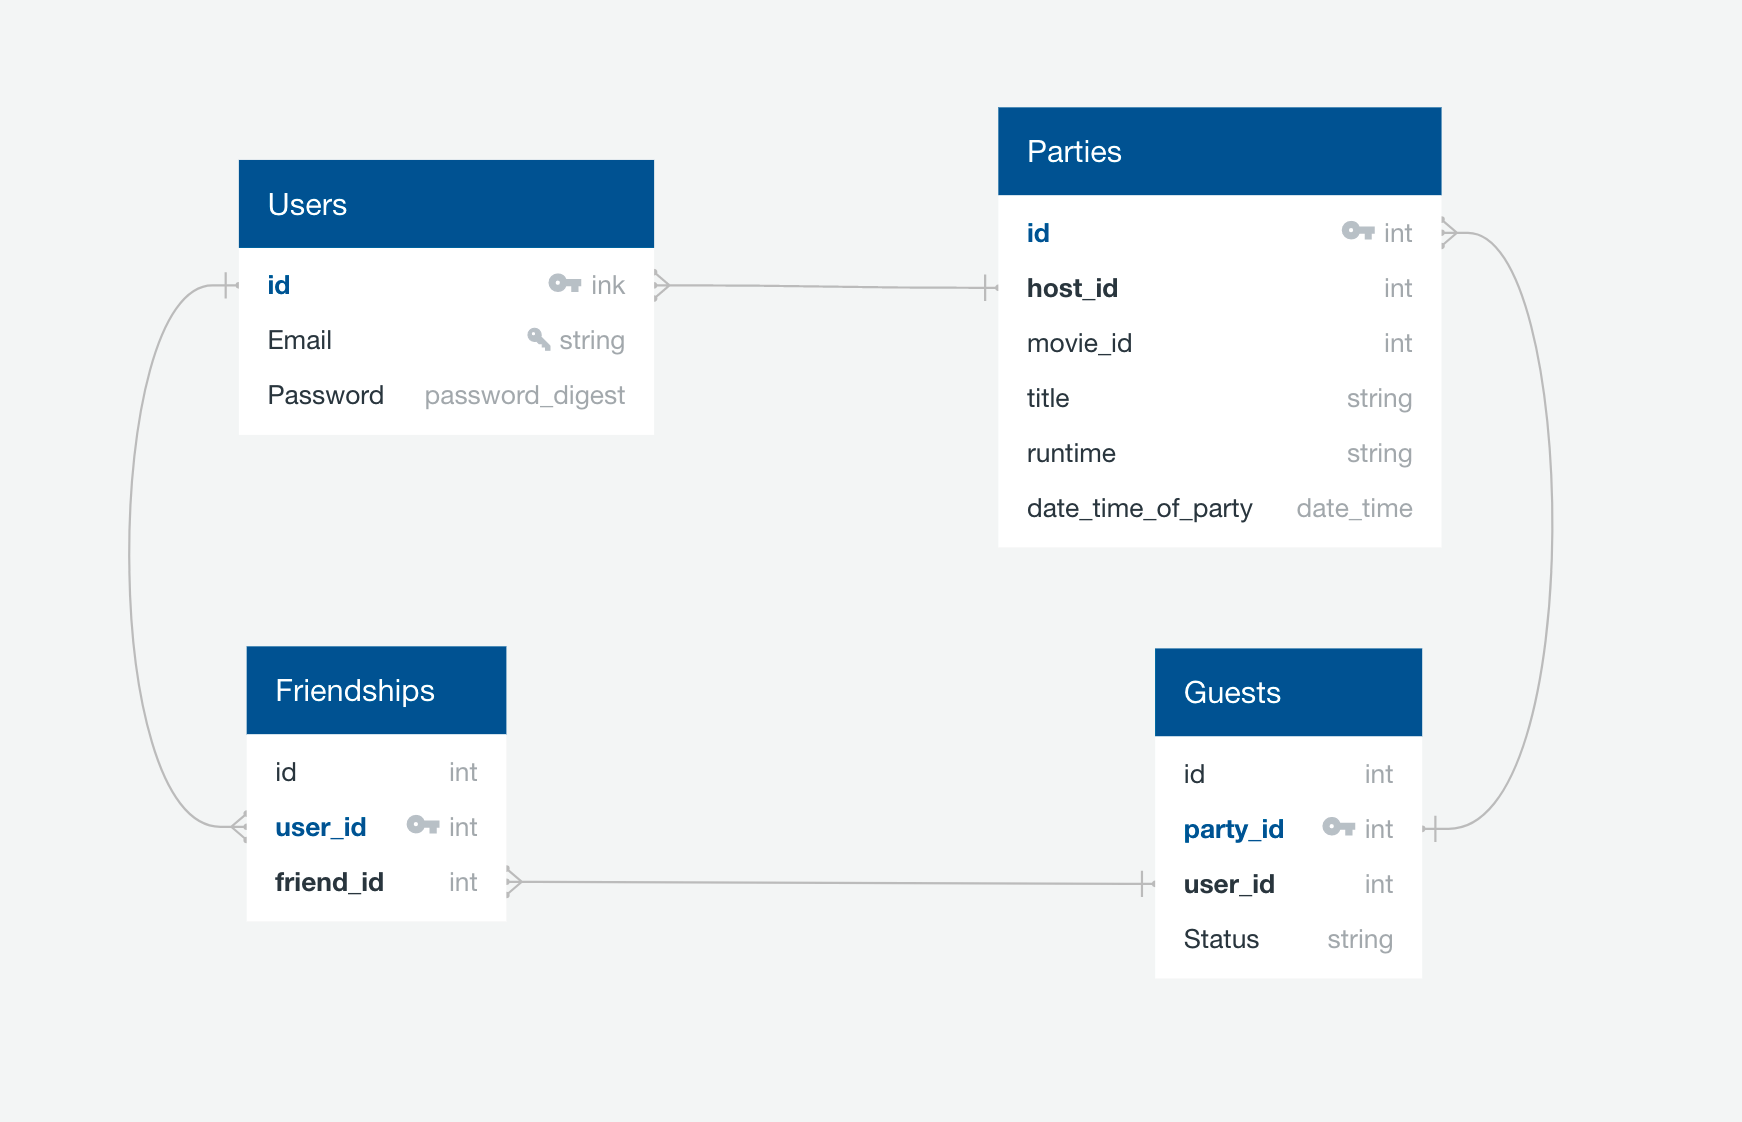 Users
id ink
Email string
Password password_digest
Parties
id int
host_id int
movie_id int
title string
runtime string
date_time_of_party date_time
Friendships
id int
user_id int
friend_id int
Guests
id int
party_id int
user_id int
Status string